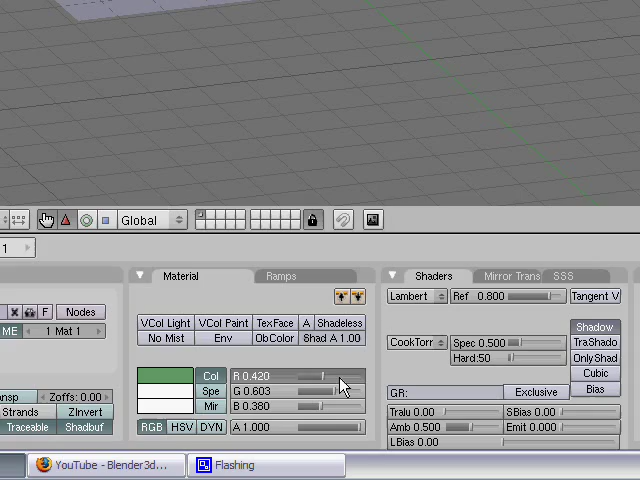 Global
1
Material Ramps Shaders Mirror Trans SSS
Nodes
VCol Light VCol Paint TexFace A Shadeless
No Mist Env ObColor Shad A 1.00
ME 1 Mat 1
Lambert Ref 0.800 Tangent V
Shadow
CookTorr Spec 0.500 TraShado
Hard:50 OnlyShad
Cubic
Bias
Col R 0.420
Spe G 0.603
Mir B 0.380
RGB HSV DYN A 1.000
Zoffs: 0.00
Strands ZInvert
Traceable Shadbuf
GR: Exclusive
Tralu 0.00 SBias 0.00
Amb 0.500 Emit 0.000
LBias 0.00
YouTube - Blender3d... Flashing